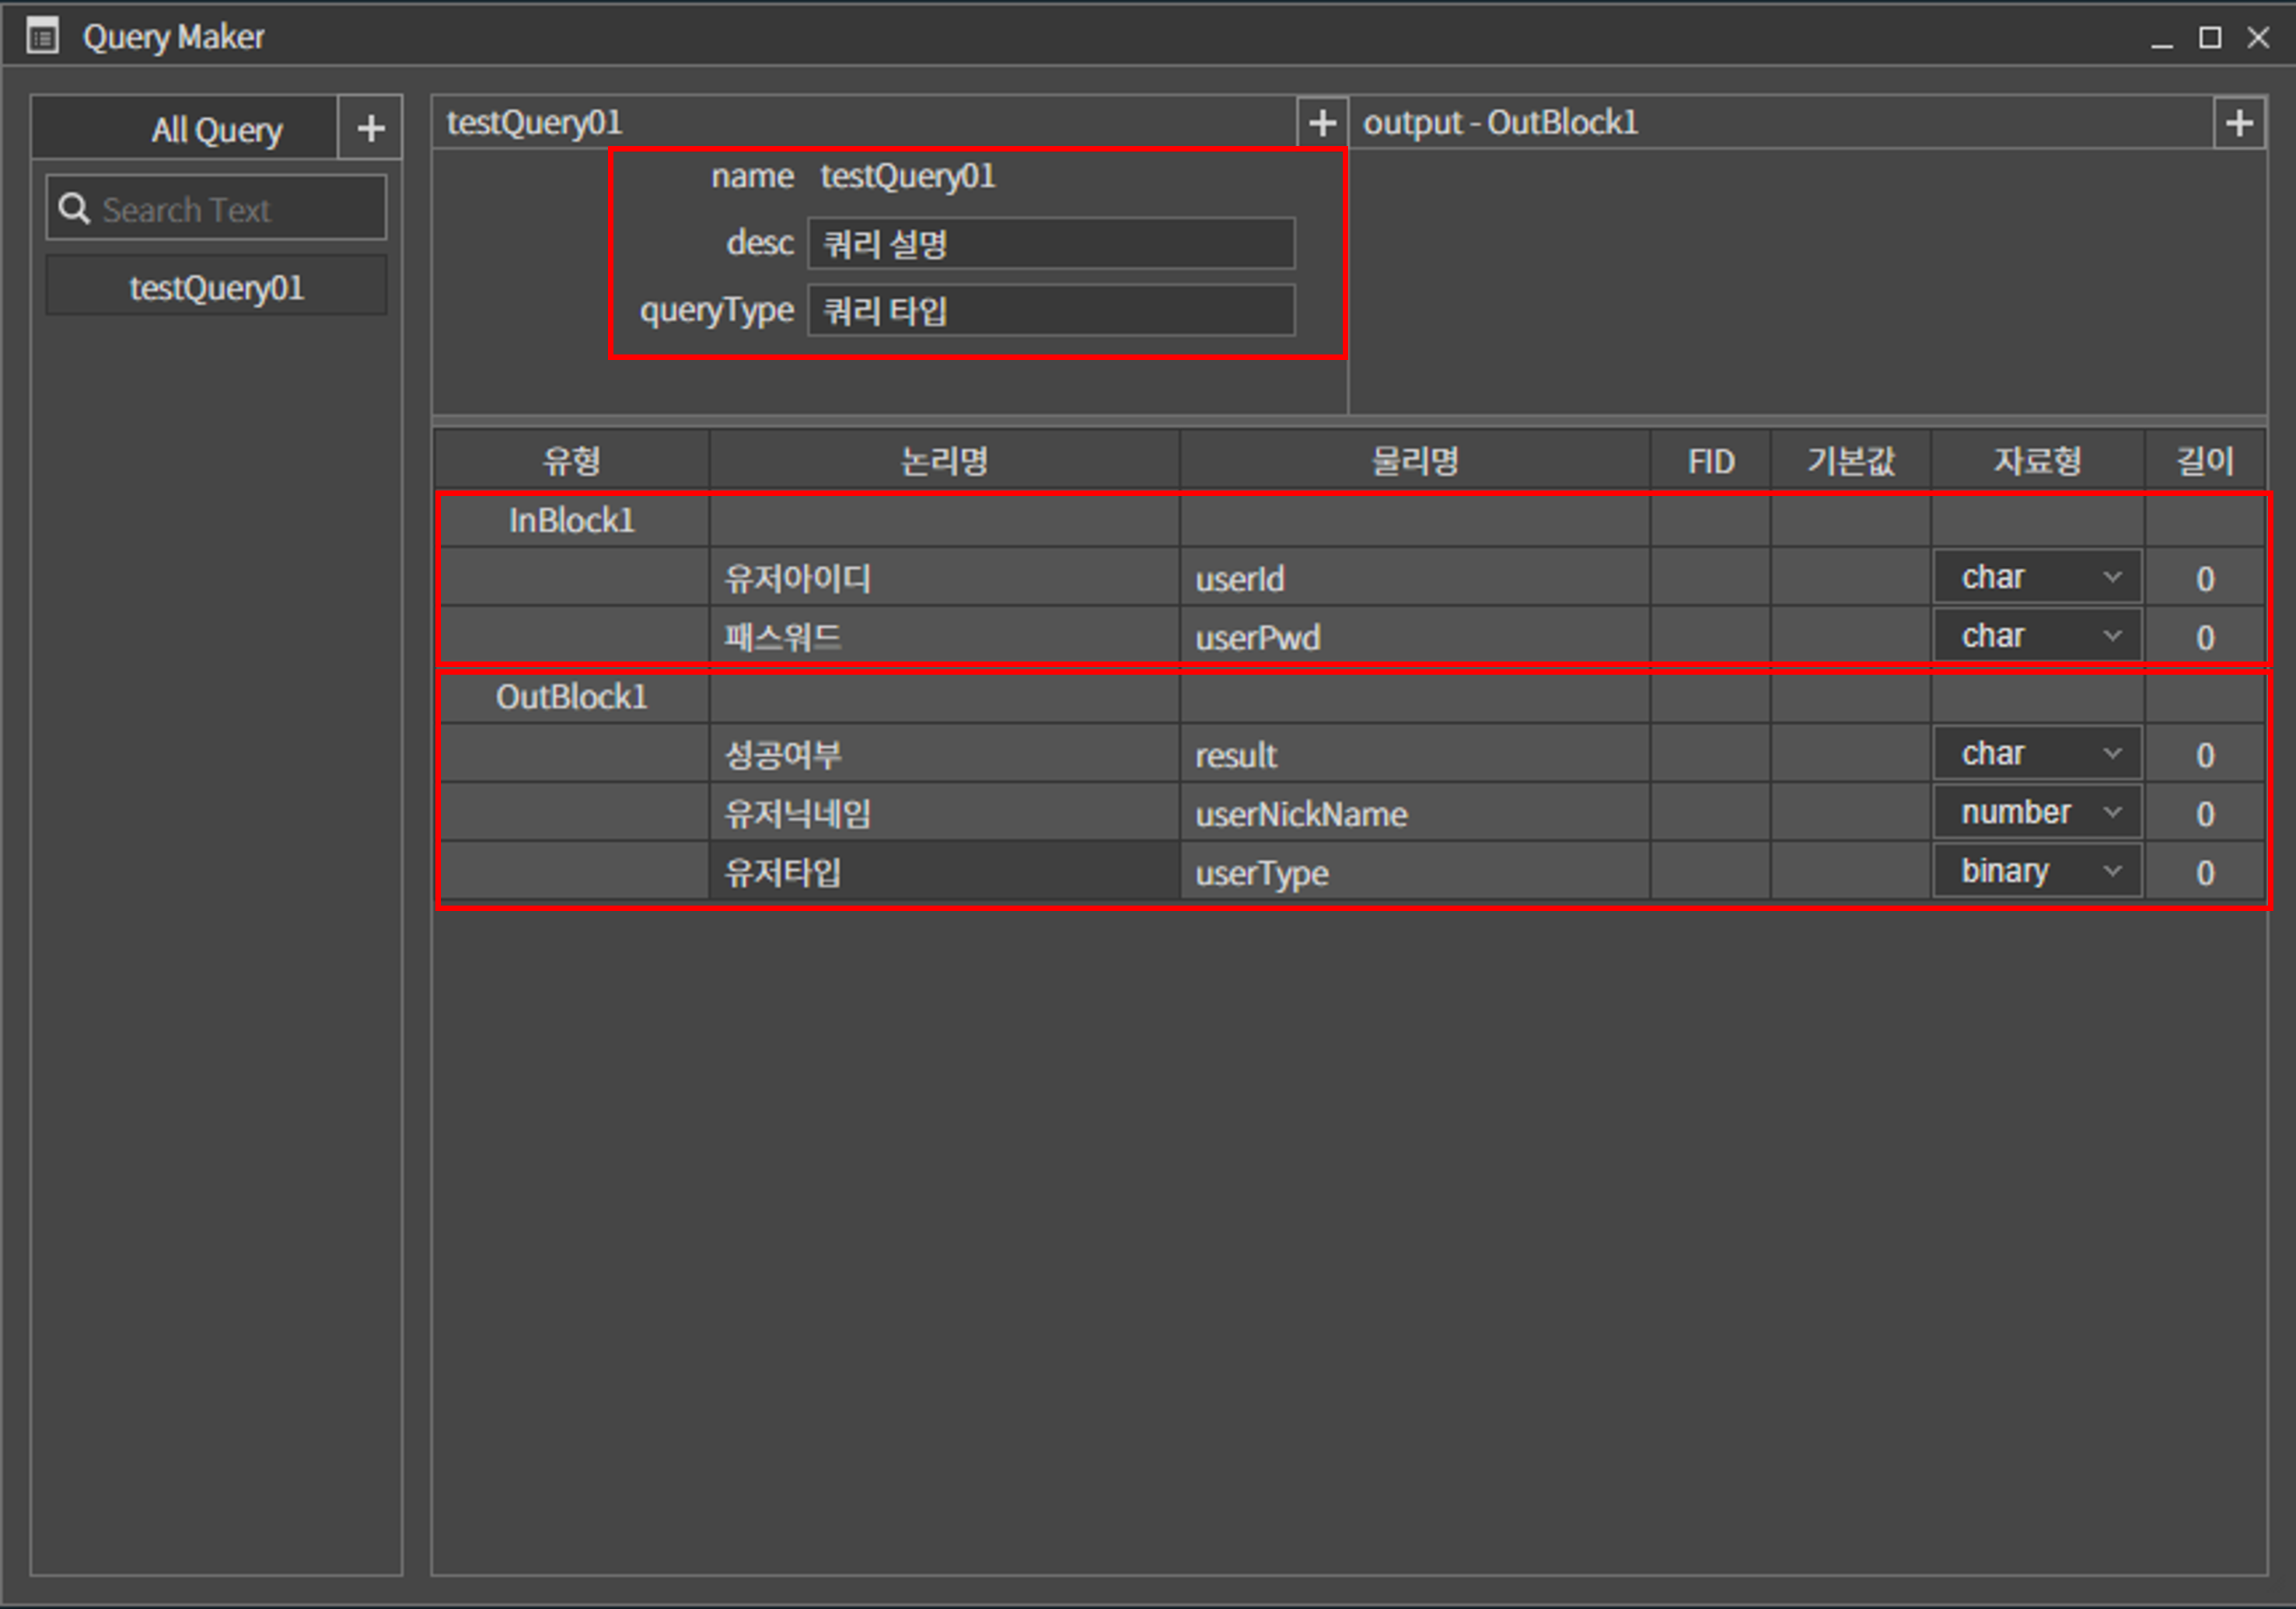 Query Maker
All Query
Search Text
testQuery01
testQuery01
name testQuery01
desc 쿼리 설명
queryType 쿼리 타입
output - OutBlock1
유형 논리명 물리명 FID 기본값 자료형 길이
InBlock1
유저아이디 userId char 0
패스워드 userPwd char 0
OutBlock1
성공여부 result char 0
유저닉네임 userNickName number 0
유저타입 userType binary 0